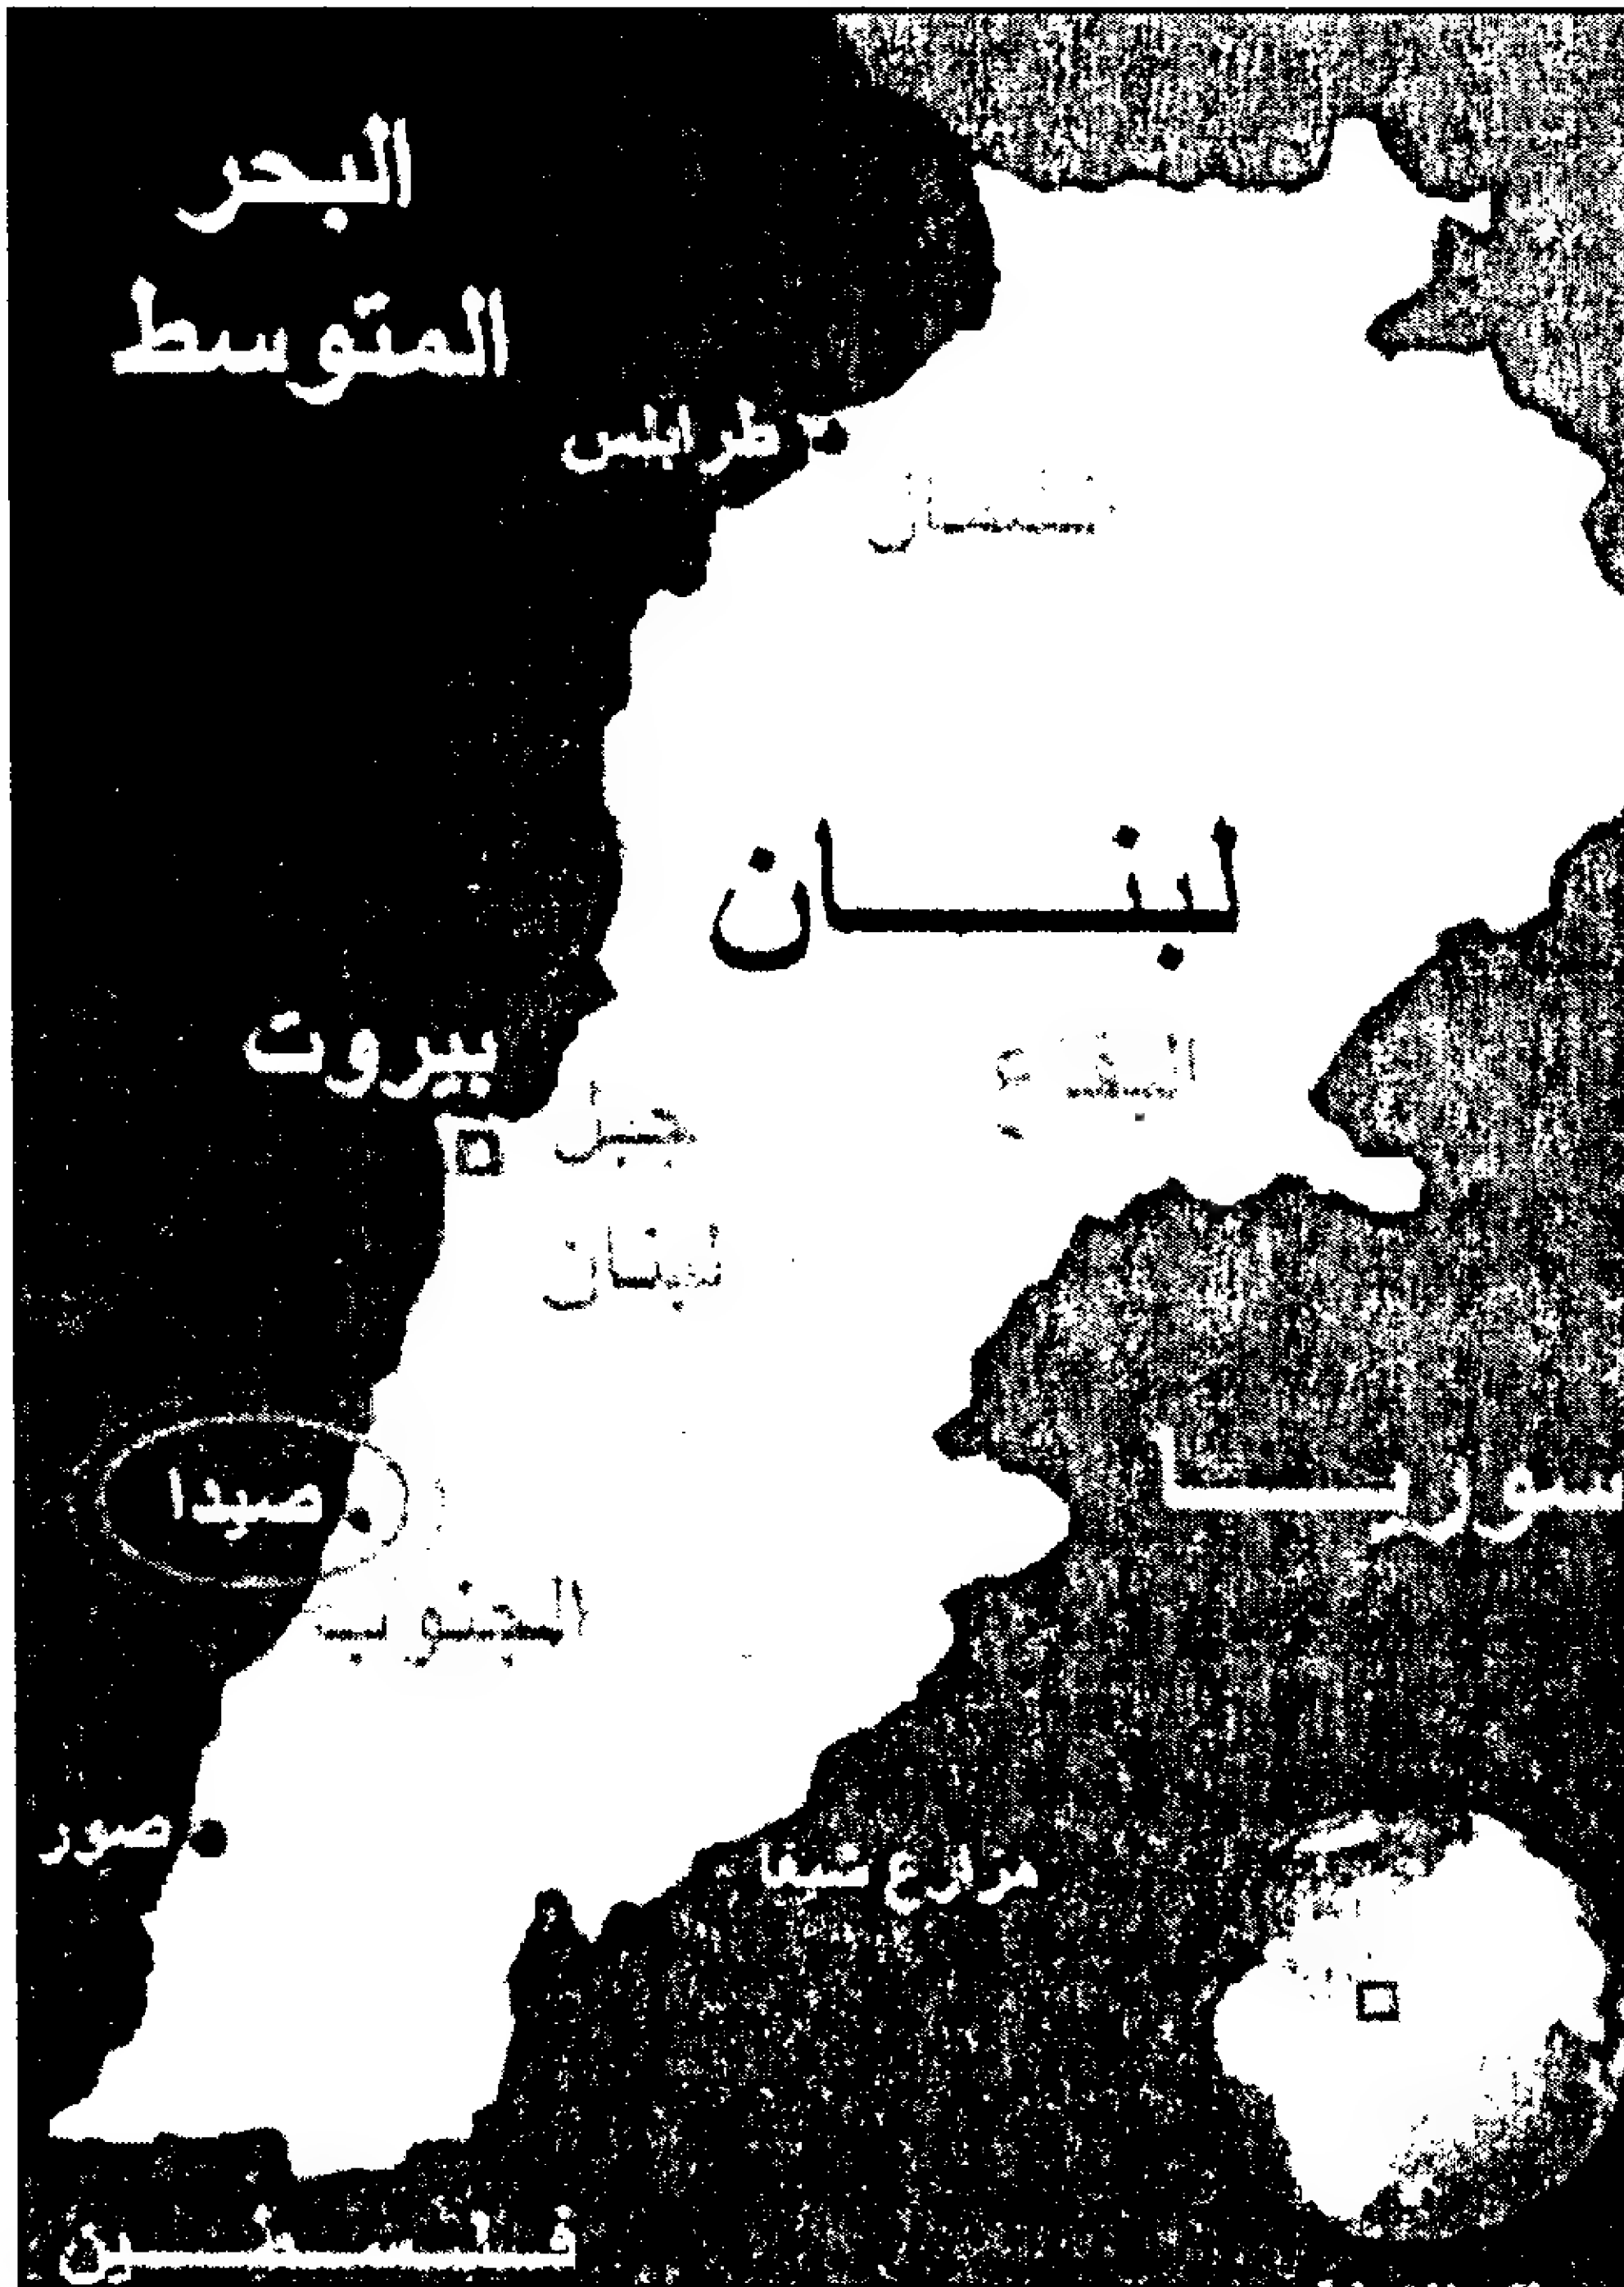 البحر
المتوسط
طرابلس
الشمال
لبنان
بيروت
البقاع
جبل
لبنان
سوريا
صيدا
الجنوب
صور
مزارع شبعا
فلسطين